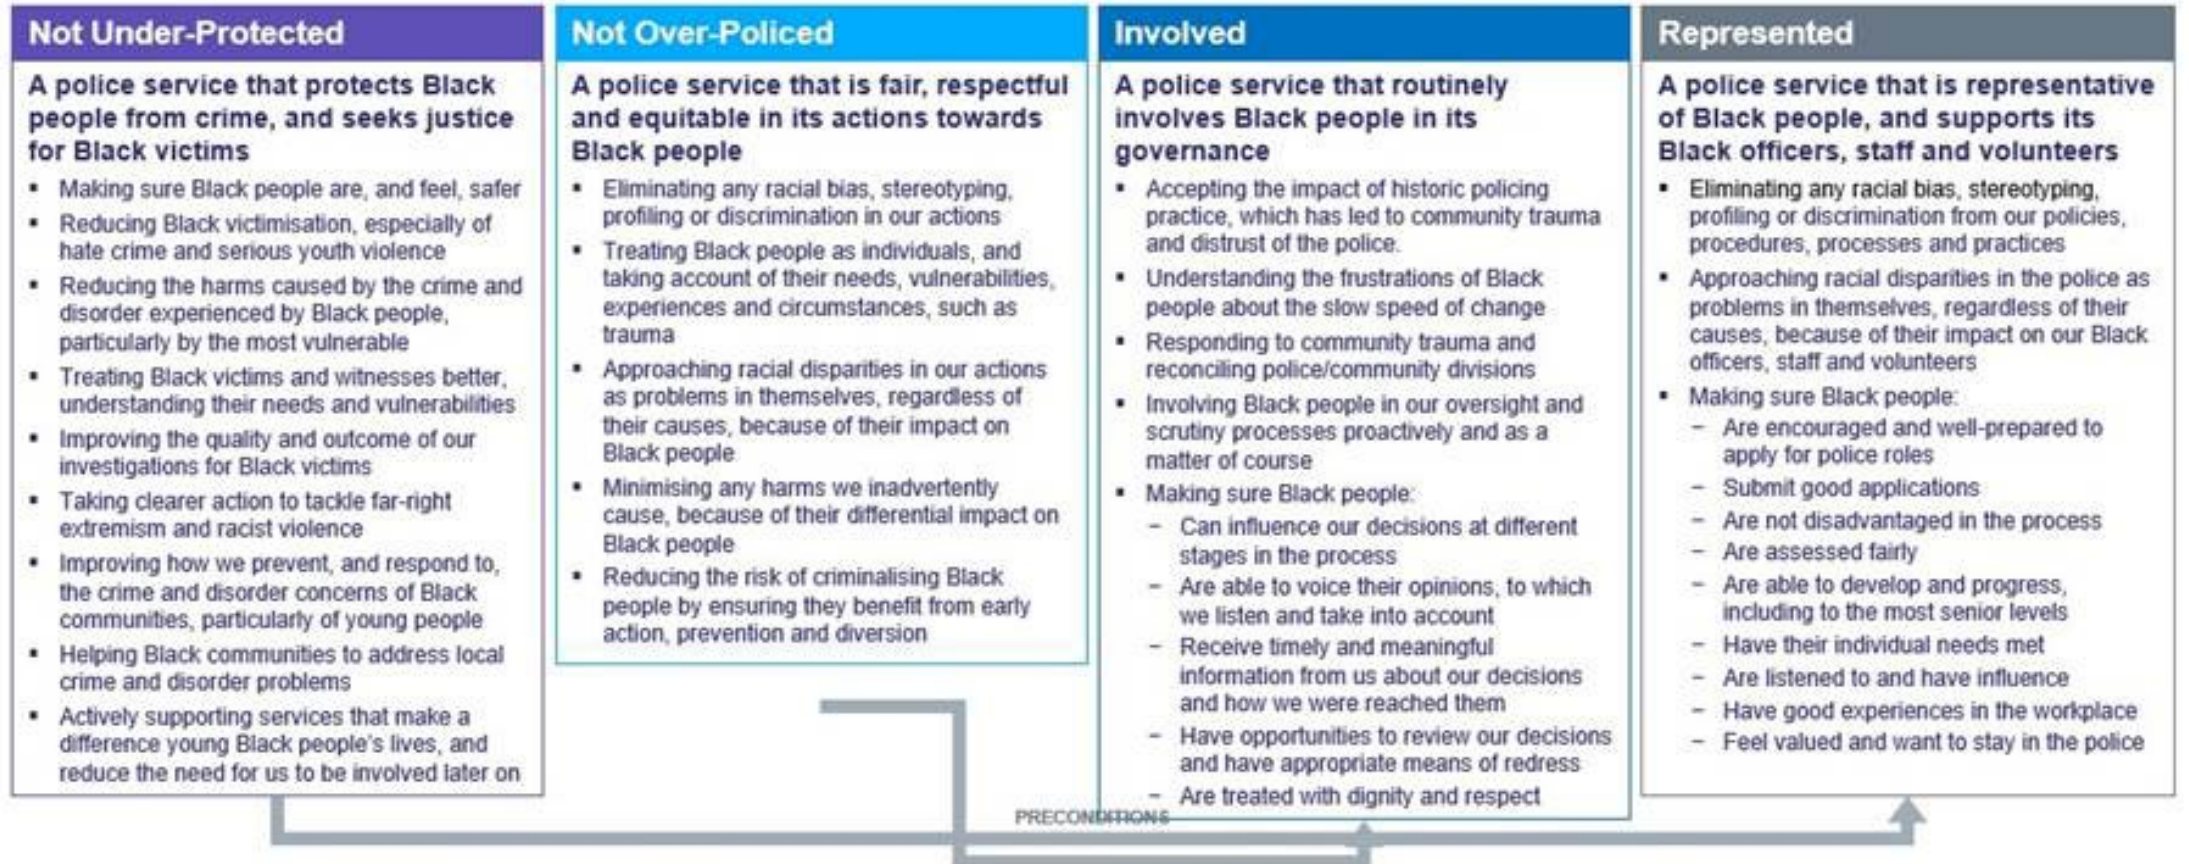 Not Under-Protected
A police service that protects Black
people from crime, and seeks justice
for Black victims
▪ Making sure Black people are, and feel, safer
▪ Reducing Black victimisation, especially of
hate crime and serious youth violence
▪ Reducing the harms caused by the crime and
disorder experienced by Black people,
particularly by the most vulnerable
▪ Treating Black victims and witnesses better,
understanding their needs and vulnerabilities
▪ Improving the quality and outcome of our
investigations for Black victims
▪ Taking clearer action to tackle far-right
extremism and racist violence
▪ Improving how we prevent, and respond to,
the crime and disorder concerns of Black
communities, particularly of young people
▪ Helping Black communities to address local
crime and disorder problems
▪ Actively supporting services that make a
difference young Black people's lives, and
reduce the need for us to be involved later on
Not Over-Policed
A police service that is fair, respectful
and equitable in its actions towards
Black people
▪ Eliminating any racial bias, stereotyping,
profiling or discrimination in our actions
▪ Treating Black people as individuals, and
taking account of their needs, vulnerabilities,
experiences and circumstances, such as
trauma
▪ Approaching racial disparities in our actions
as problems in themselves, regardless of
their causes, because of their impact on
Black people
▪ Minimising any harms we inadvertently
cause, because of their differential impact on
Black people
▪ Reducing the risk of criminalising Black
people by ensuring they benefit from early
action, prevention and diversion
Involved
A police service that routinely
involves Black people in its
governance
▪ Accepting the impact of historic policing
practice, which has led to community trauma
and distrust of the police.
▪ Understanding the frustrations of Black
people about the slow speed of change
▪ Responding to community trauma and
reconciling police/community divisions
▪ Involving Black people in our oversight and
scrutiny processes proactively and as a
matter of course
▪ Making sure Black people:
– Can influence our decisions at different
stages in the process
– Are able to voice their opinions, to which
we listen and take into account
– Receive timely and meaningful
information from us about our decisions
and how we were reached them
– Have opportunities to review our decisions
and have appropriate means of redress
– Are treated with dignity and respect
Represented
A police service that is representative
of Black people, and supports its
Black officers, staff and volunteers
▪ Eliminating any racial bias, stereotyping,
profiling or discrimination from our policies,
procedures, processes and practices
▪ Approaching racial disparities in the police as
problems in themselves, regardless of their
causes, because of their impact on our Black
officers, staff and volunteers
▪ Making sure Black people:
– Are encouraged and well-prepared to
apply for police roles
– Submit good applications
– Are not disadvantaged in the process
– Are assessed fairly
– Are able to develop and progress,
including to the most senior levels
– Have their individual needs met
– Are listened to and have influence
– Have good experiences in the workplace
– Feel valued and want to stay in the police
PRECONDITIONS